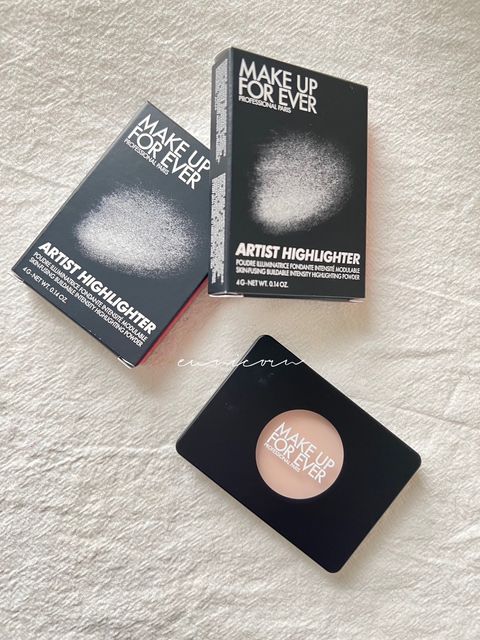 MAKE UP
FOR EVER
PROFESSIONAL PARIS
ARTIST HIGHLIGHTER
POUDRE ILLUMINATRICE FONDANTE INTENSITÉ MODULABLE
SKIN-FUSING BUILDABLE INTENSITY HIGHLIGHTING POWDER
4G-NET WT. 0.14 OZ.
MAKE UP
FOR EVER
PROFESSIONAL PARIS
ARTIST HIGHLIGHTER
POUDRE ILLUMINATRICE FONDANTE INTENSITÉ MODULABLE
SKIN-FUSING BUILDABLE INTENSITY HIGHLIGHTING POWDER
4G-NET WT. 0.14 OZ.
MAKE UP
FOR EVER
PROFESSIONAL PARIS